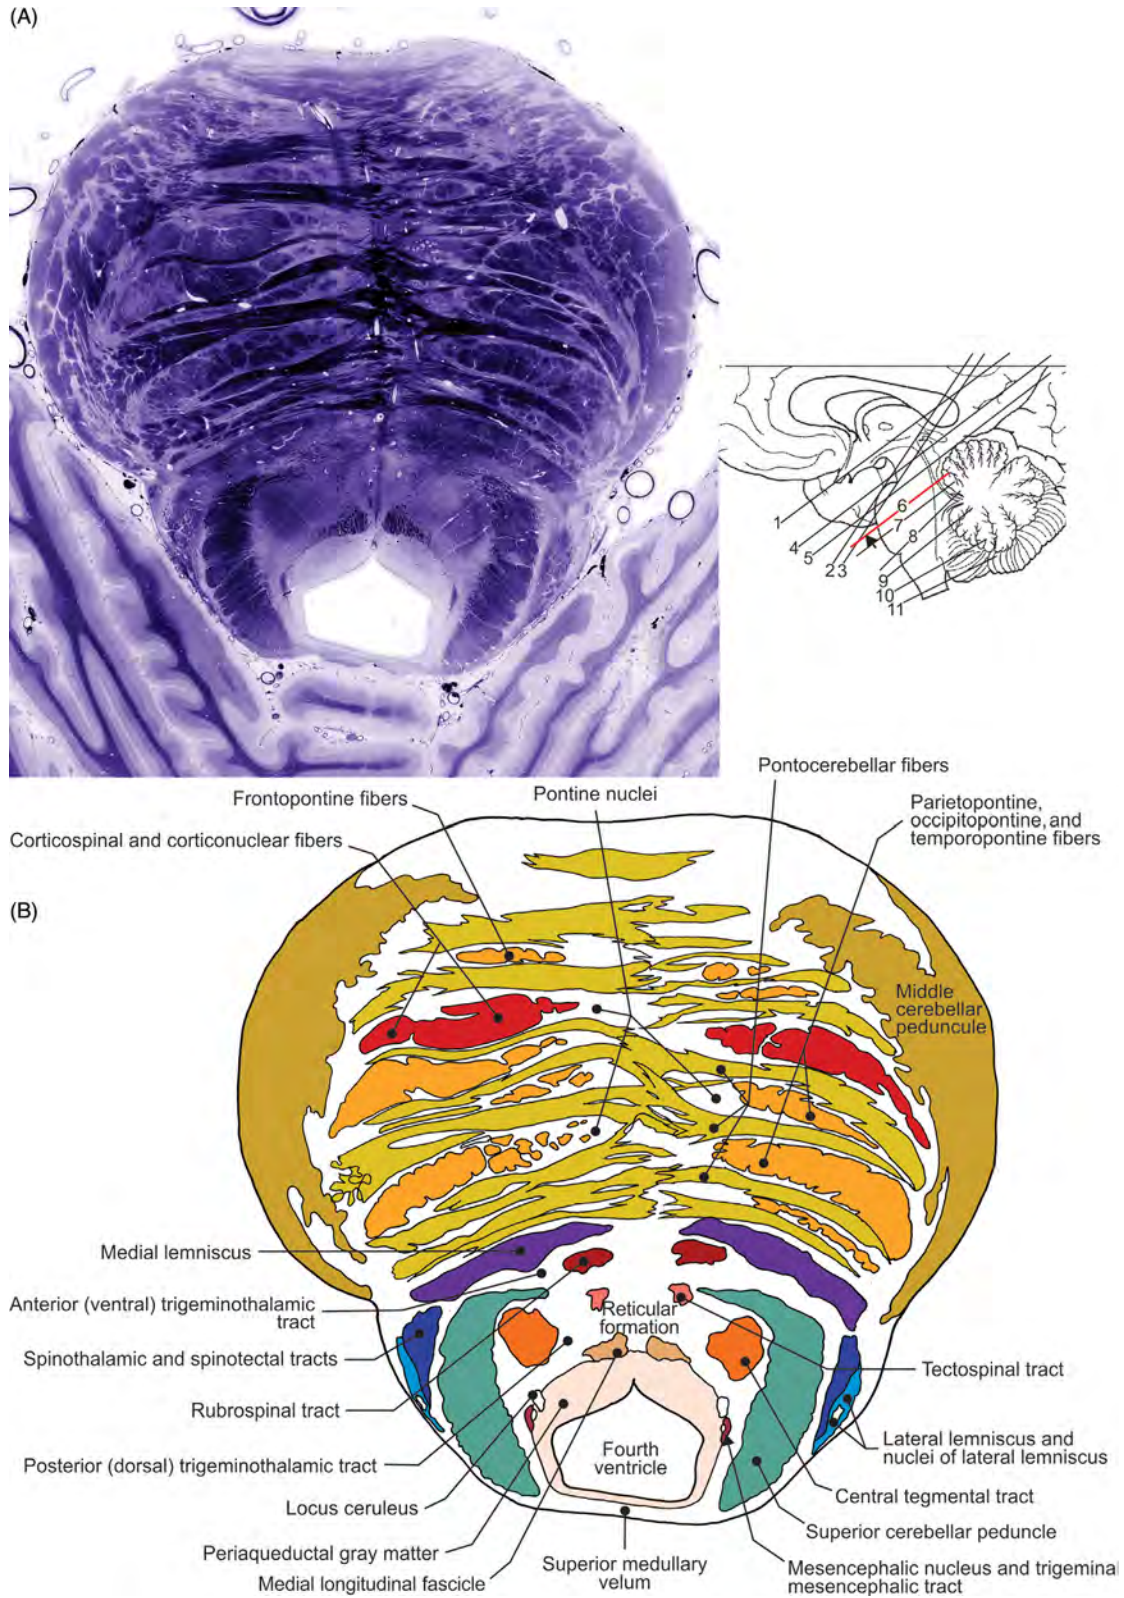 (A)
6
7
8
1
4
5
2 3
9
10
11
Frontopontine fibers
Pontine nuclei
Pontocerebellar fibers
Corticospinal and corticonuclear fibers
Parietopontine,
occipitopontine, and
temporopontine fibers
(B)
Middle
cerebellar
peduncule
Medial lemniscus
Anterior (ventral) trigeminothalamic
tract
Reticular
formation
Spinothalamic and spinotectal tracts
Tectospinal tract
Rubrospinal tract
Posterior (dorsal) trigeminothalamic tract
Fourth
ventricle
Lateral lemniscus and
nuclei of lateral lemniscus
Locus ceruleus
Central tegmental tract
Periaqueductal gray matter
Superior cerebellar peduncle
Medial longitudinal fascicle
Superior medullary
velum
Mesencephalic nucleus and trigeminal
mesencephalic tract